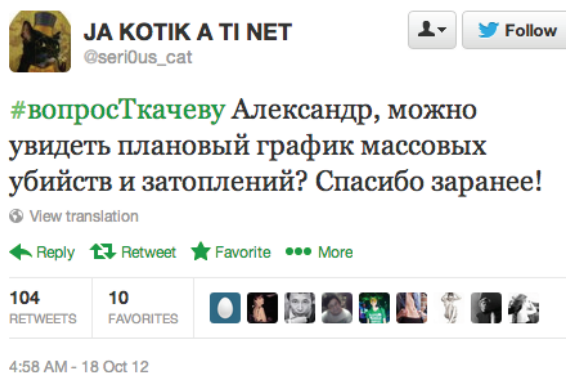 JA KOTIK A TI NET
@seri0us_cat
Follow
#вопросТкачеву Александр, можно
увидеть плановый график массовых
убийств и затоплений? Спасибо заранее!
View translation
Reply Retweet Favorite More
104 10
RETWEETS FAVORITES
4:58 AM - 18 Oct 12